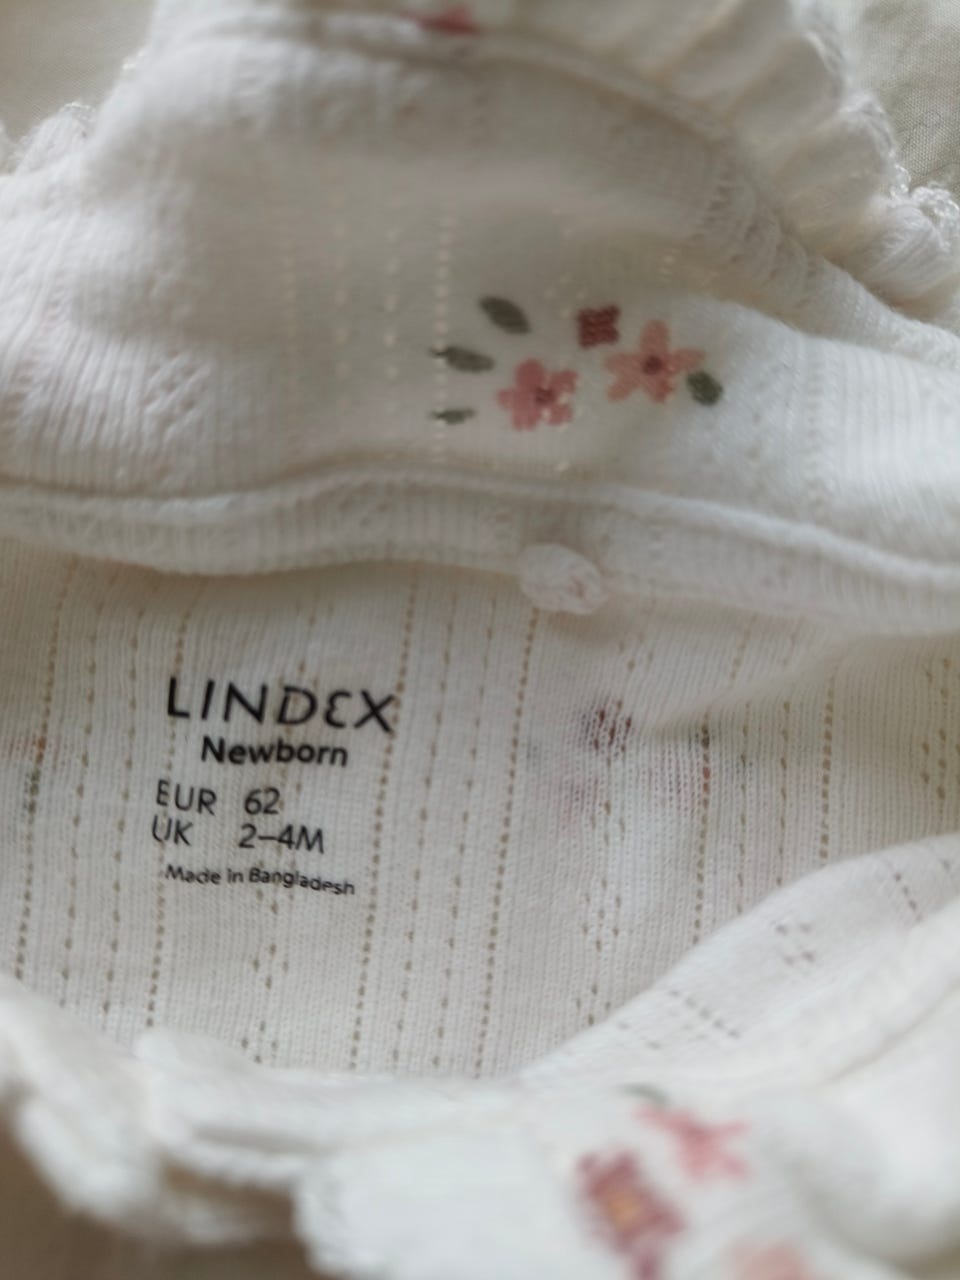 LINDEX
Newborn
EUR 62
UK 2–4M
Made in Bangladesh